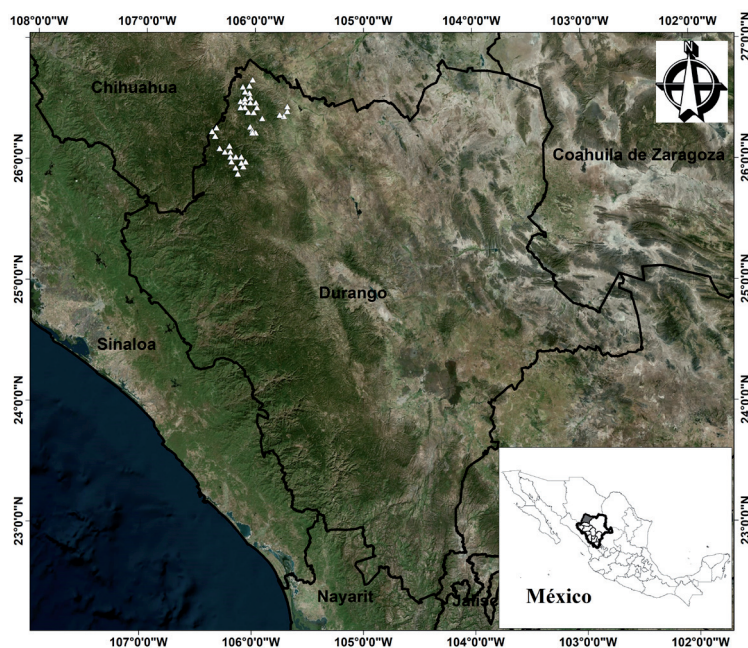 108°0'0"W 107°0'0"W 106°0'0"W 105°0'0"W 104°0'0"W 103°0'0"W 102°0'0"W
27°0'0"N
N
Chihuahua
26°0'0"N
26°0'0"N
Coahuila de Zaragoza
25°0'0"N
25°0'0"N
Durango
Sinaloa
24°0'0"N
24°0'0"N
23°0'0"N
23°0'0"N
México
Nayarit
Jalisc
107°0'0"W 106°0'0"W 105°0'0"W 104°0'0"W 103°0'0"W 102°0'0"W